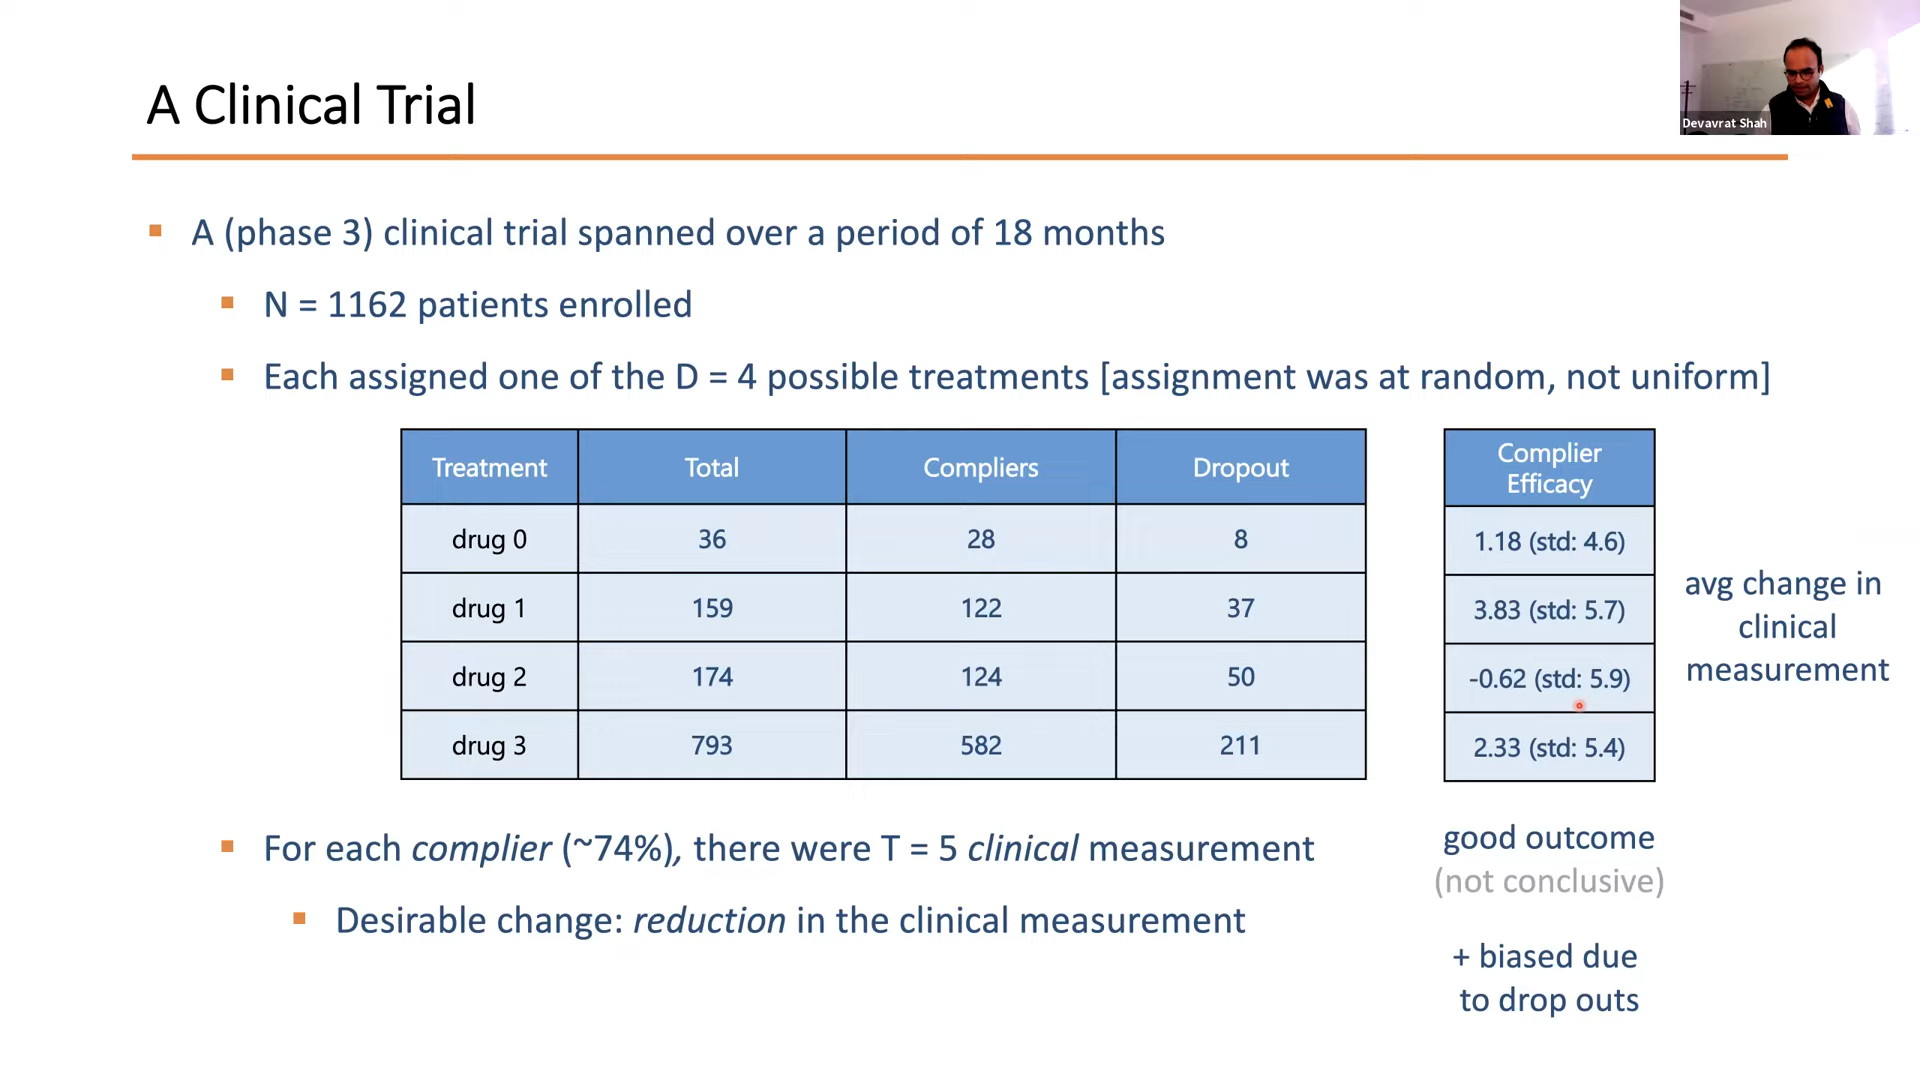 Devavrat Shah
A Clinical Trial
A (phase 3) clinical trial spanned over a period of 18 months
N = 1162 patients enrolled
Each assigned one of the D = 4 possible treatments [assignment was at random, not uniform]
Treatment Total Compliers Dropout
drug 0 36 28 8
drug 1 159 122 37
drug 2 174 124 50
drug 3 793 582 211
Complier
Efficacy
1.18 (std: 4.6)
3.83 (std: 5.7)
-0.62 (std: 5.9)
2.33 (std: 5.4)
avg change in
clinical
measurement
For each complier (~74%), there were T = 5 clinical measurement
Desirable change: reduction in the clinical measurement
good outcome
(not conclusive)
+ biased due
to drop outs